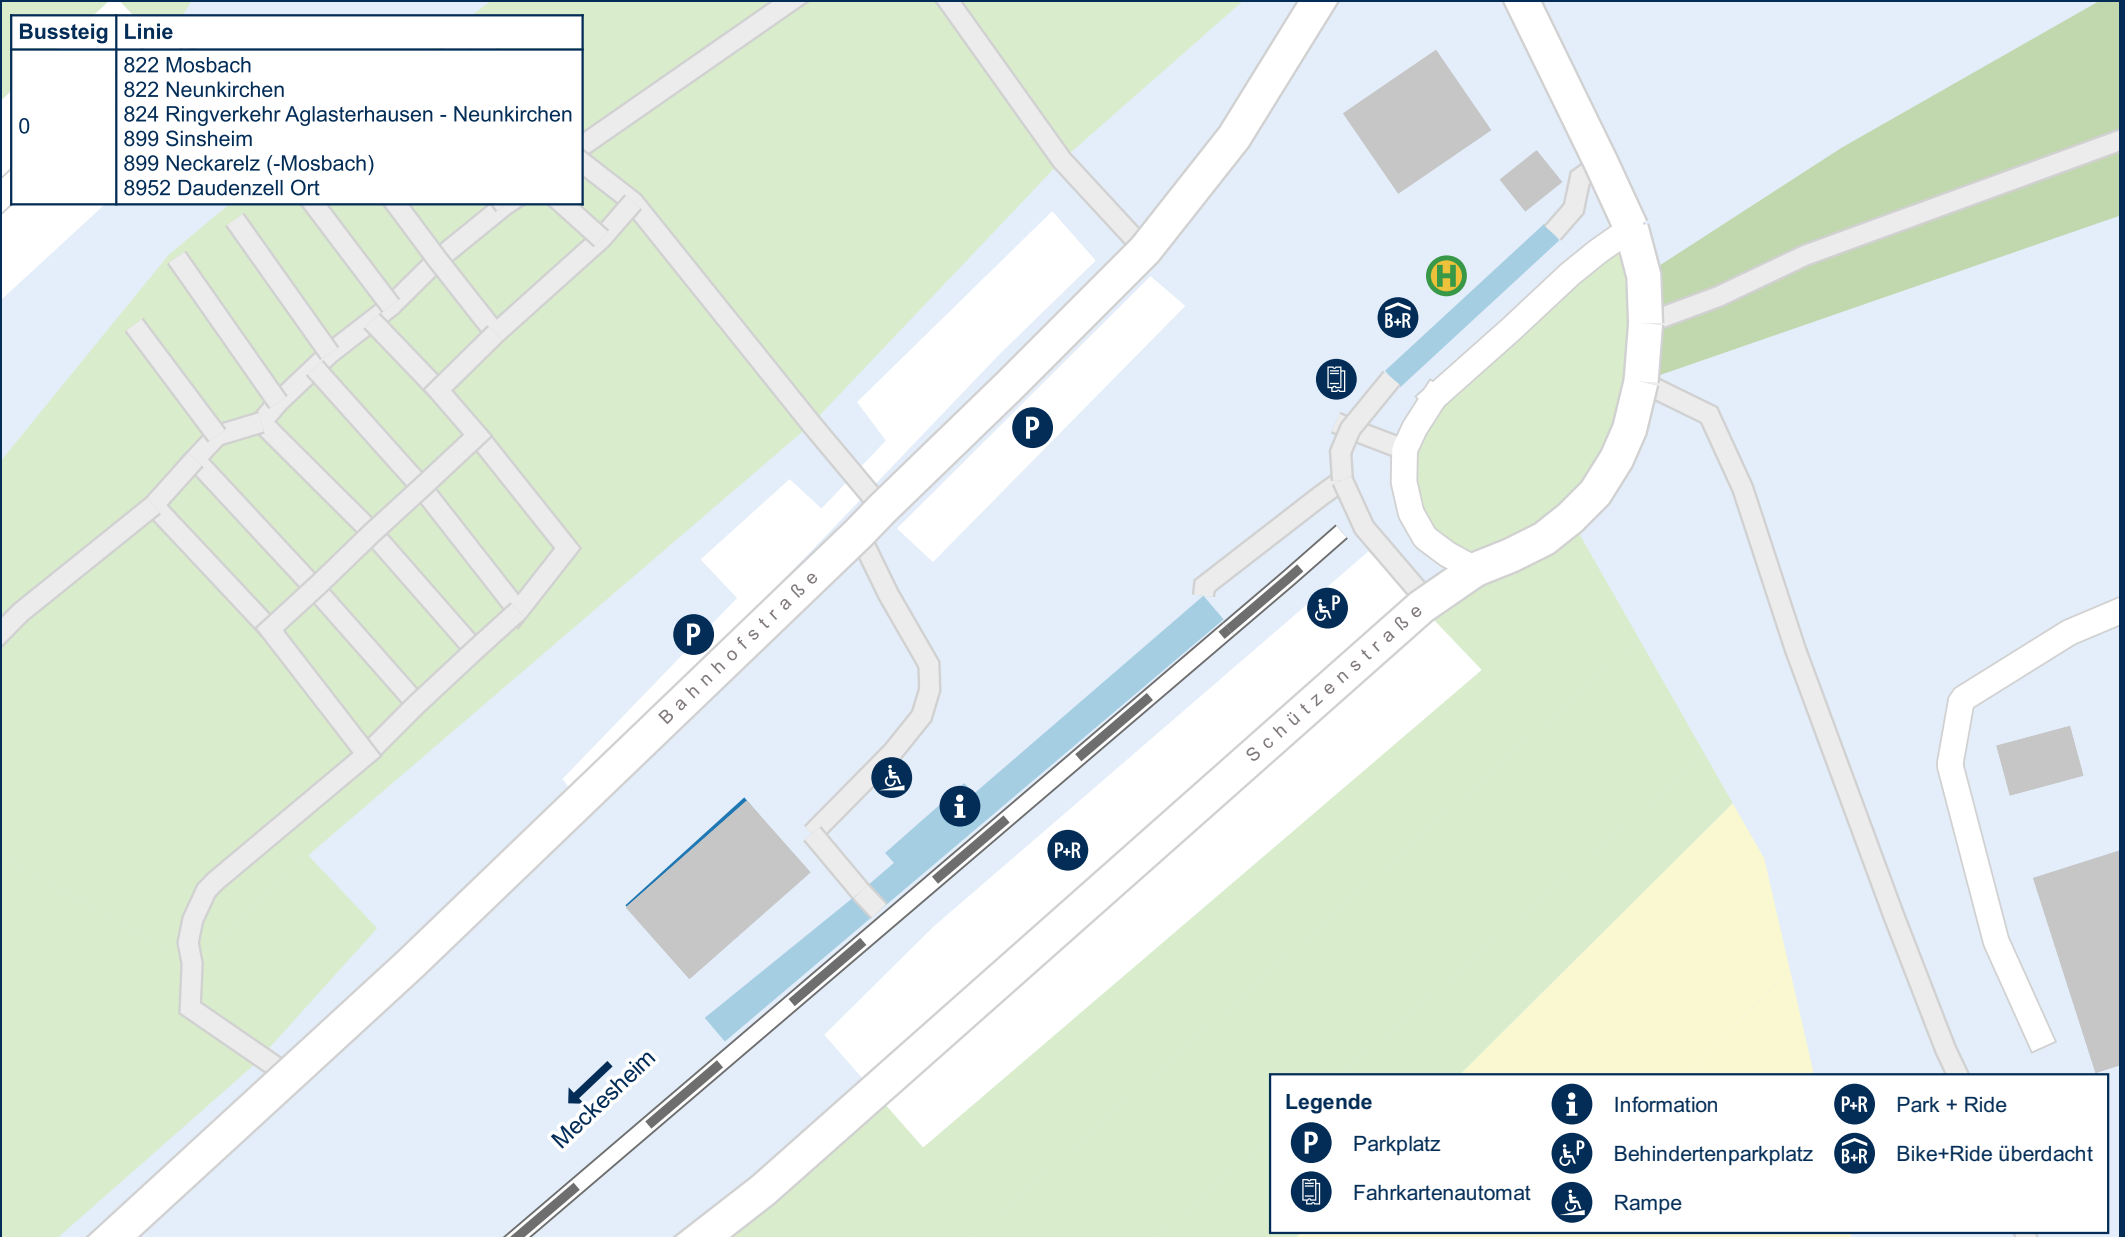 Bussteig Linie
0
822 Mosbach
822 Neunkirchen
824 Ringverkehr Aglasterhausen - Neunkirchen
899 Sinsheim
899 Neckarelz (-Mosbach)
8952 Daudenzell Ort
H
B+R
P
P
Bahnhofstraße
P
Schützenstraße
i
P+R
Meckesheim
Legende
P Parkplatz
Fahrkartenautomat
i Information
P Behindertenparkplatz
Rampe
P+R Park + Ride
B+R Bike+Ride überdacht